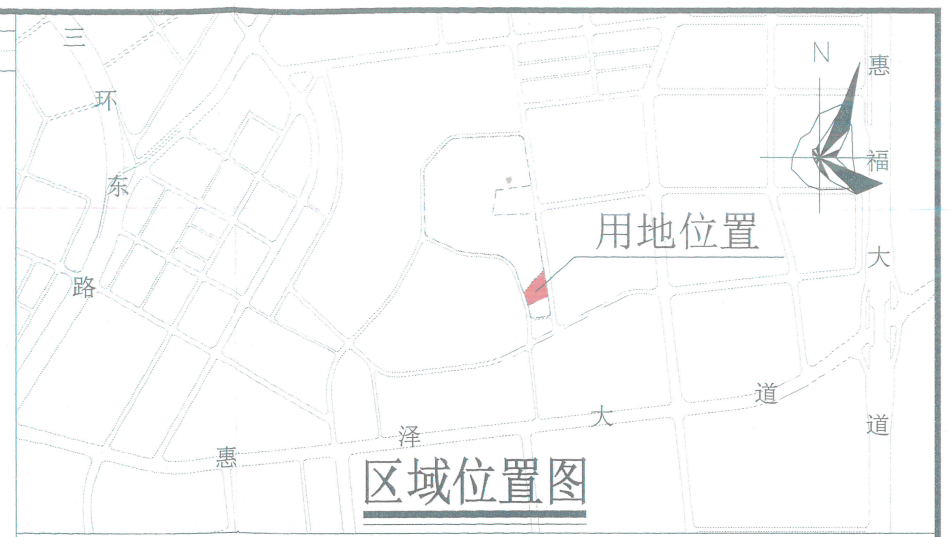 三环东路
N
惠福大道
用地位置
惠泽大道
区域位置图